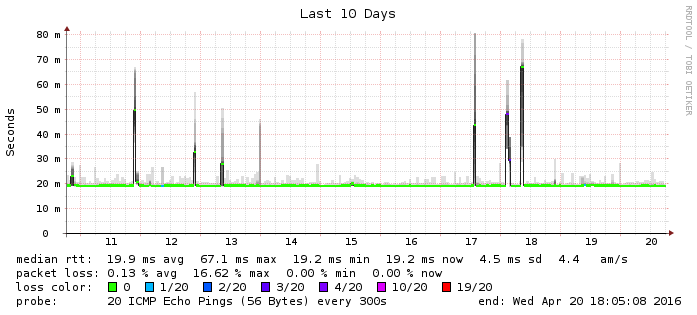 Last 10 Days
RRDTOOL / TOBI OETIKER
Seconds
80 m
70 m
60 m
50 m
40 m
30 m
20 m
10 m
0
11 12 13 14 15 16 17 18 19 20
median rtt: 19.9 ms avg 67.1 ms max 19.2 ms min 19.2 ms now 4.5 ms sd 4.4 am/s
packet loss: 0.13 % avg 16.62 % max 0.00 % min 0.00 % now
loss color: 0 1/20 2/20 3/20 4/20 10/20 19/20
probe: 20 ICMP Echo Pings (56 Bytes) every 300s end: Wed Apr 20 18:05:08 2016